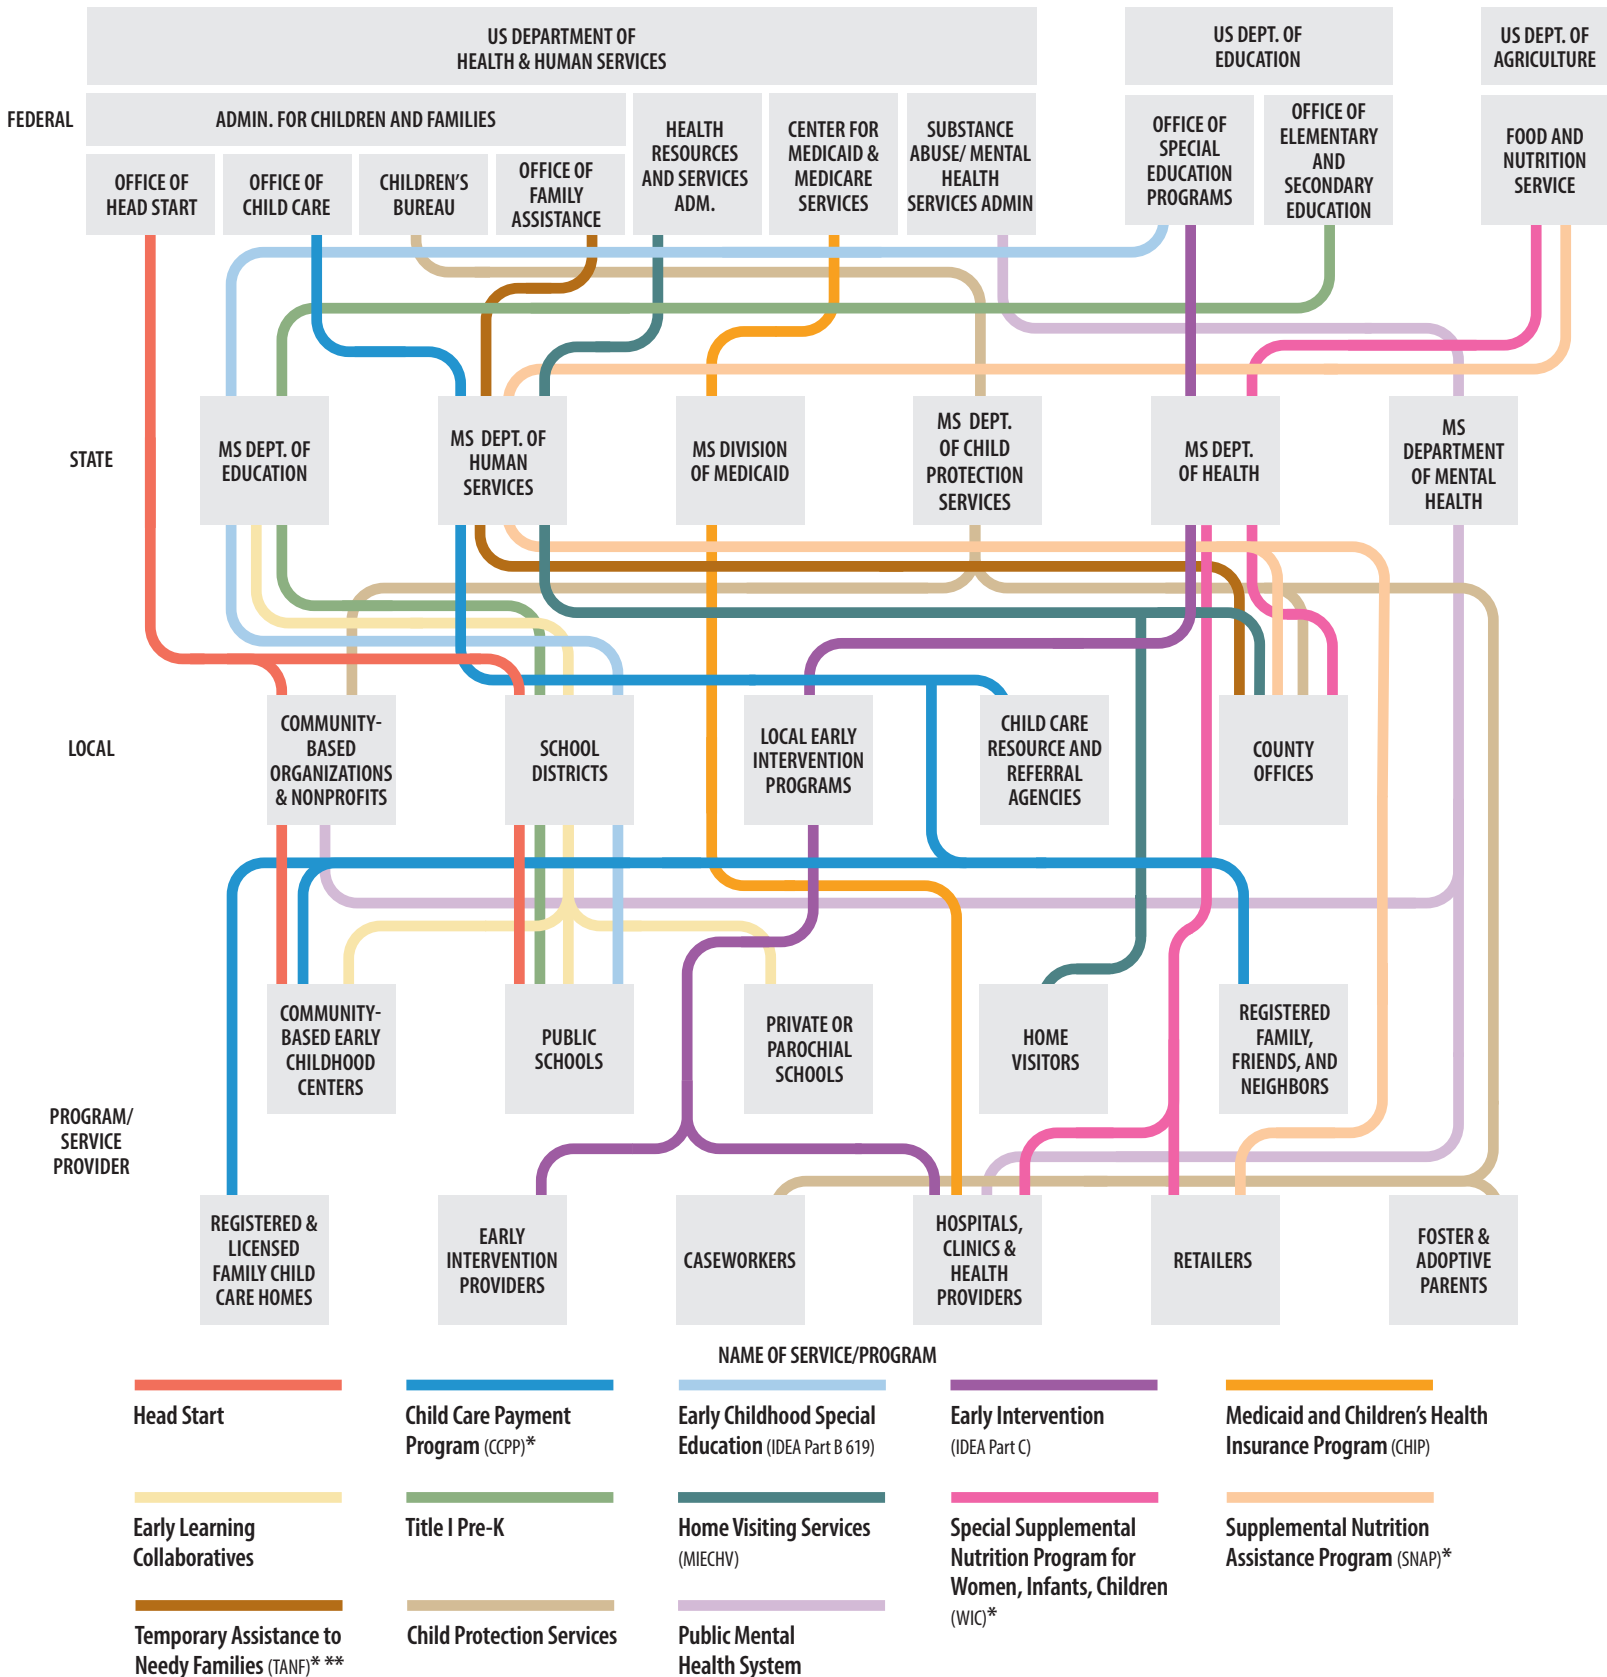 US DEPARTMENT OF
HEALTH & HUMAN SERVICES
US DEPT. OF
EDUCATION
US DEPT. OF
AGRICULTURE
FEDERAL
ADMIN. FOR CHILDREN AND FAMILIES
OFFICE OF
HEAD START
OFFICE OF
CHILD CARE
CHILDREN'S
BUREAU
OFFICE OF
FAMILY
ASSISTANCE
HEALTH
RESOURCES
AND SERVICES
ADM.
CENTER FOR
MEDICAID &
MEDICARE
SERVICES
SUBSTANCE
ABUSE/ MENTAL
HEALTH
SERVICES ADMIN
OFFICE OF
SPECIAL
EDUCATION
PROGRAMS
OFFICE OF
ELEMENTARY
AND
SECONDARY
EDUCATION
FOOD AND
NUTRITION
SERVICE
STATE
MS DEPT. OF
EDUCATION
MS DEPT. OF
HUMAN
SERVICES
MS DIVISION
OF MEDICAID
MS DEPT.
OF CHILD
PROTECTION
SERVICES
MS DEPT.
OF HEALTH
MS
DEPARTMENT
OF MENTAL
HEALTH
LOCAL
COMMUNITY-
BASED
ORGANIZATIONS
& NONPROFITS
SCHOOL
DISTRICTS
LOCAL EARLY
INTERVENTION
PROGRAMS
CHILD CARE
RESOURCE AND
REFERRAL
AGENCIES
COUNTY
OFFICES
PROGRAM/
SERVICE
PROVIDER
COMMUNITY-
BASED EARLY
CHILDHOOD
CENTERS
PUBLIC
SCHOOLS
PRIVATE OR
PAROCHIAL
SCHOOLS
HOME
VISITORS
REGISTERED
FAMILY,
FRIENDS, AND
NEIGHBORS
REGISTERED &
LICENSED
FAMILY CHILD
CARE HOMES
EARLY
INTERVENTION
PROVIDERS
CASEWORKERS
HOSPITALS,
CLINICS &
HEALTH
PROVIDERS
RETAILERS
FOSTER &
ADOPTIVE
PARENTS
NAME OF SERVICE/PROGRAM
Head Start
Child Care Payment
Program (CCPP)*
Early Childhood Special
Education (IDEA Part B 619)
Early Intervention
(IDEA Part C)
Medicaid and Children's Health
Insurance Program (CHIP)
Early Learning
Collaboratives
Title I Pre-K
Home Visiting Services
(MIECHV)
Special Supplemental
Nutrition Program for
Women, Infants, Children
(WIC)*
Supplemental Nutrition
Assistance Program (SNAP)*
Temporary Assistance to
Needy Families (TANF)* **
Child Protection Services
Public Mental
Health System